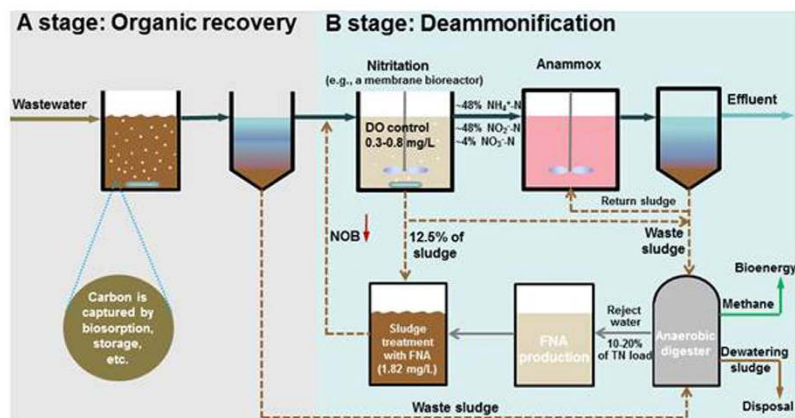 A stage: Organic recovery
B stage: Deammonification
Nitritation
(e.g., a membrane bioreactor)
Anammox
Wastewater
Effluent
DO control
0.3-0.8 mg/L
~48% NH₄⁺-N
~48% NO₂⁻-N
~4% NO₃⁻-N
Return sludge
NOB
12.5% of
sludge
Waste
sludge
Bioenergy
Methane
Carbon is
captured by
biosorption,
storage,
etc.
Sludge
treatment
with FNA
(1.82 mg/L)
FNA
production
Reject
water
10-20%
of TN load
Anaerobic
digester
Dewatering
sludge
Disposal
Waste sludge